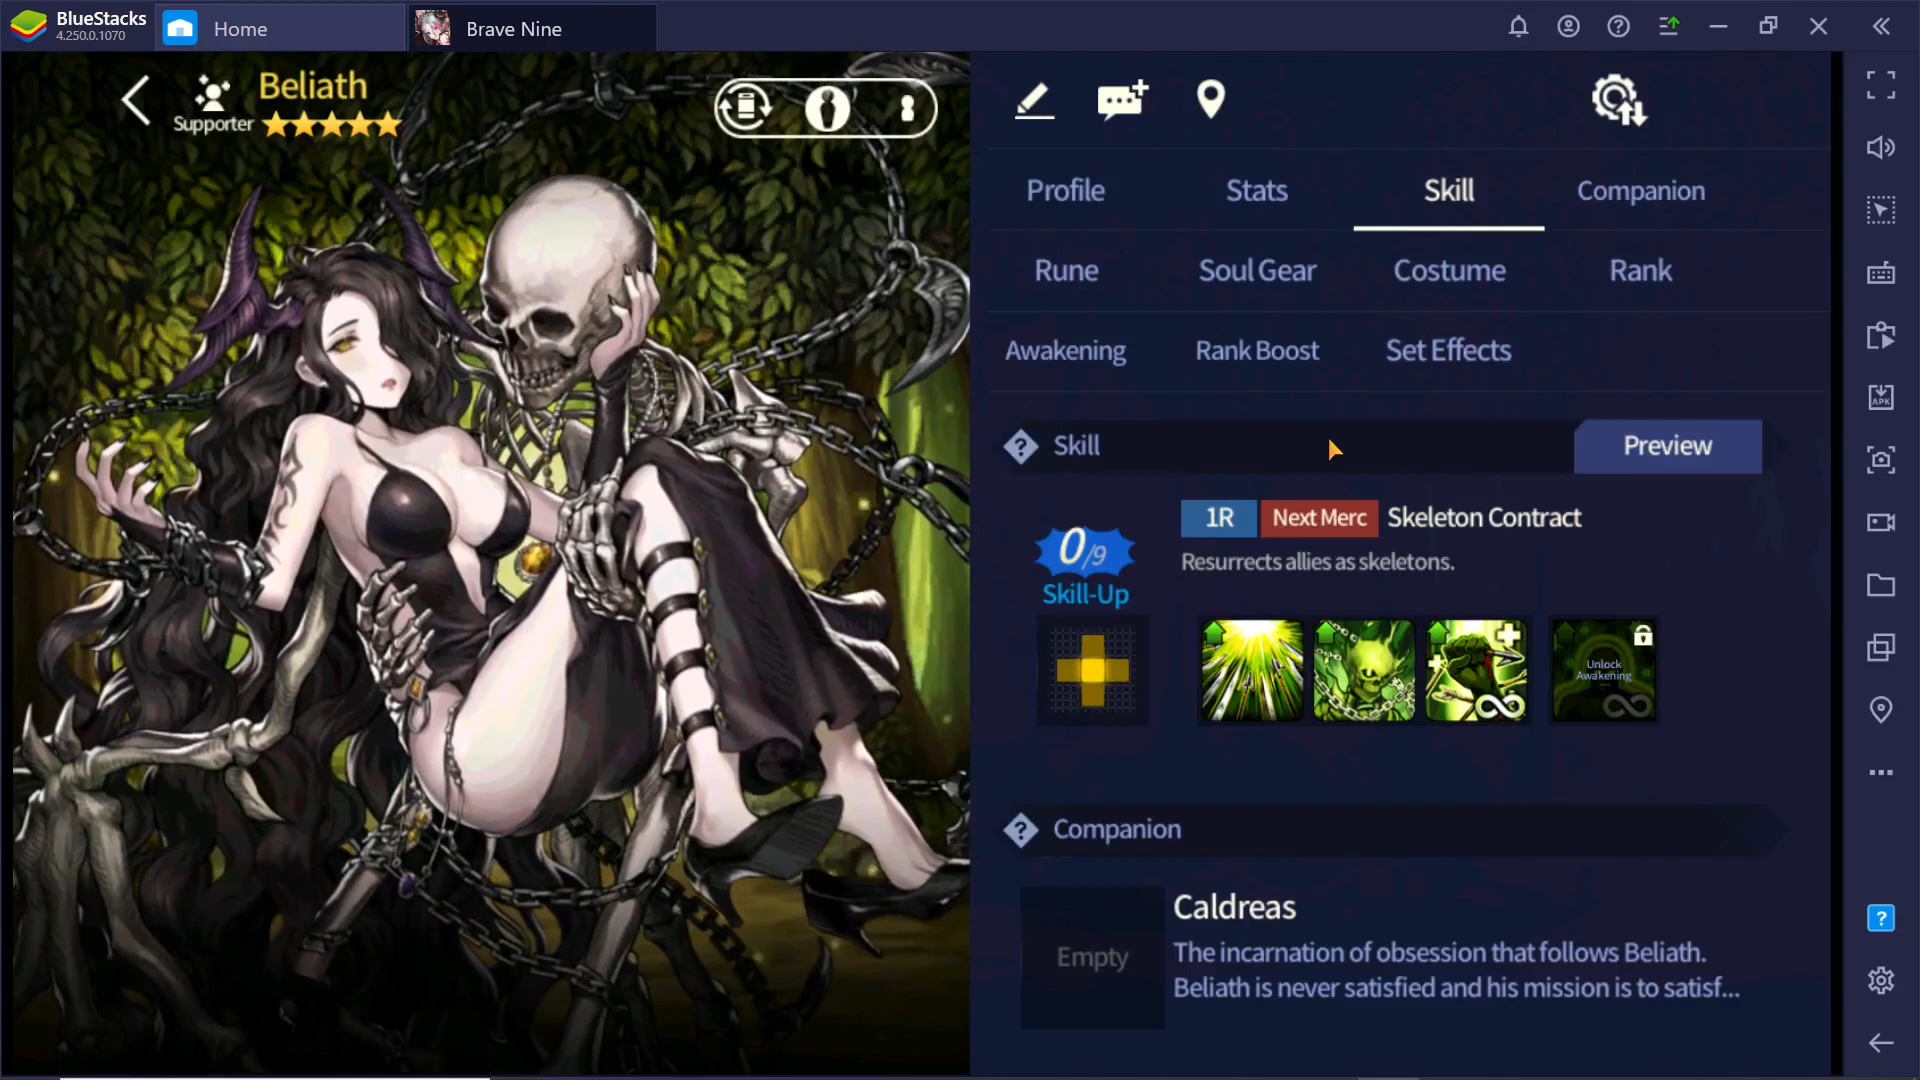 BlueStacks
4.250.0.1070
Home
Brave Nine
Beliath
Supporter
Profile
Stats
Skill
Companion
Rune
Soul Gear
Costume
Rank
Awakening
Rank Boost
Set Effects
Skill
Preview
1R
Next Merc
Skeleton Contract
Resurrects allies as skeletons.
0/9
Skill-Up
Unlock
Awakening
Companion
Empty
Caldreas
The incarnation of obsession that follows Beliath.
Beliath is never satisfied and his mission is to satisf...
APK